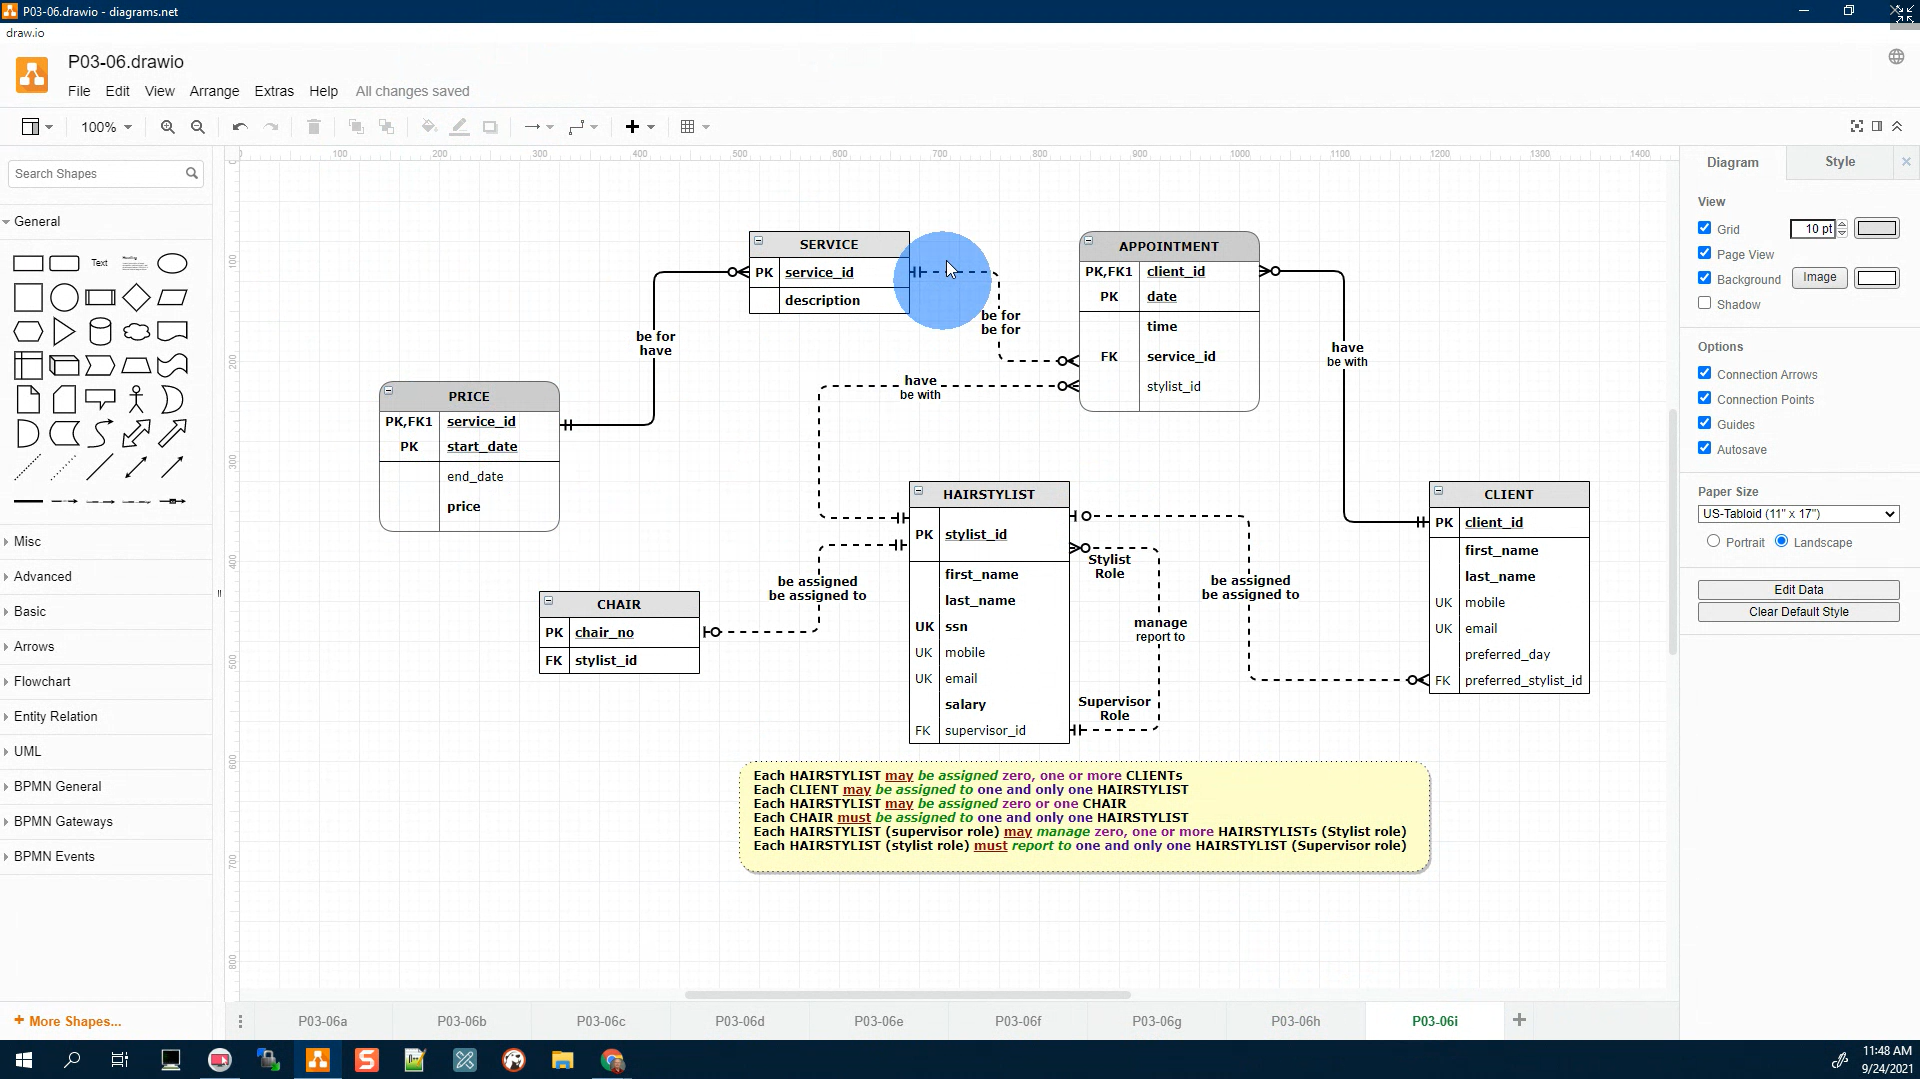 P03-06.drawio - diagrams.net
draw.io
P03-06.drawio
File Edit View Arrange Extras Help All changes saved
100%
Search Shapes
General
Text
Heading
Misc
Advanced
Basic
Arrows
Flowchart
Entity Relation
UML
BPMN General
BPMN Gateways
BPMN Events
+ More Shapes...
100 200 300 400 500 600 700 800 900 1000 1100 1200 1300 1400
0
100
200
300
400
500
600
700
800
SERVICE
PK service_id
description
APPOINTMENT
PK,FK1 client_id
PK date
time
FK service_id
stylist_id
be for
be for
be for
have
have
be with
have
be with
PRICE
PK,FK1 service_id
PK start_date
end_date
price
HAIRSTYLIST
PK stylist_id
first_name
last_name
UK ssn
UK mobile
UK email
salary
FK supervisor_id
CLIENT
PK client_id
first_name
last_name
UK mobile
UK email
preferred_day
FK preferred_stylist_id
CHAIR
PK chair_no
FK stylist_id
be assigned
be assigned to
Stylist
Role
be assigned
be assigned to
manage
report to
Supervisor
Role
Each HAIRSTYLIST may be assigned zero, one or more CLIENTs
Each CLIENT may be assigned to one and only one HAIRSTYLIST
Each HAIRSTYLIST may be assigned zero or one CHAIR
Each CHAIR must be assigned to one and only one HAIRSTYLIST
Each HAIRSTYLIST (supervisor role) may manage zero, one or more HAIRSTYLISTs (Stylist role)
Each HAIRSTYLIST (stylist role) must report to one and only one HAIRSTYLIST (Supervisor role)
Diagram Style
View
Grid 10 pt
Page View
Background Image
Shadow
Options
Connection Arrows
Connection Points
Guides
Autosave
Paper Size
US-Tabloid (11" x 17")
Portrait Landscape
Edit Data
Clear Default Style
P03-06a P03-06b P03-06c P03-06d P03-06e P03-06f P03-06g P03-06h P03-06i
11:48 AM
9/24/2021